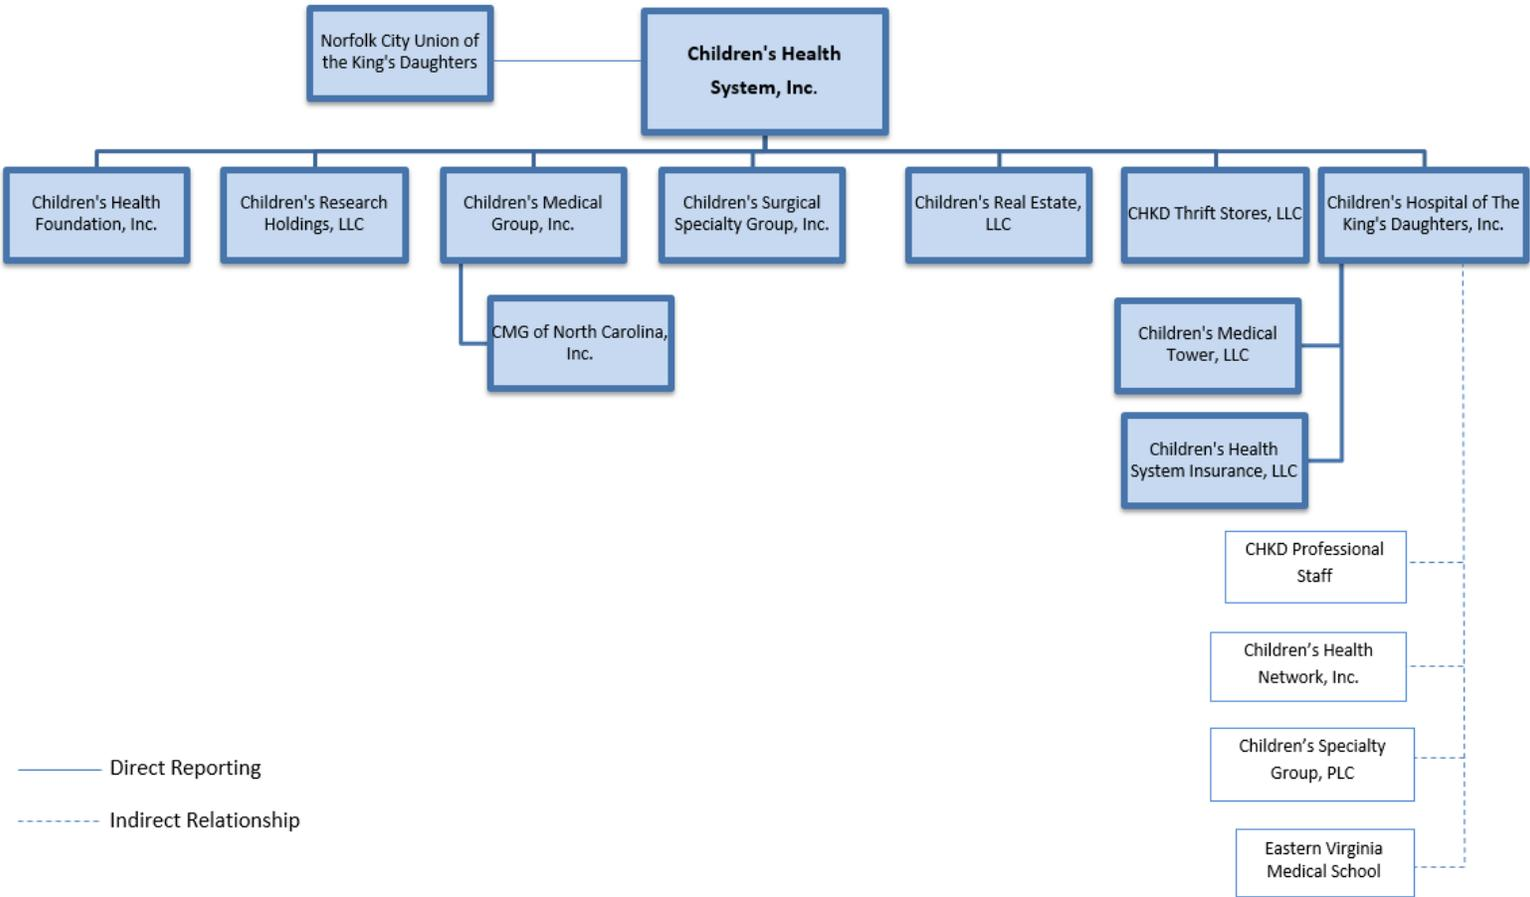 Norfolk City Union of
the King's Daughters
Children's Health
System, Inc.
Children's Health
Foundation, Inc.
Children's Research
Holdings, LLC
Children's Medical
Group, Inc.
Children's Surgical
Specialty Group, Inc.
Children's Real Estate,
LLC
CHKD Thrift Stores, LLC
Children's Hospital of The
King's Daughters, Inc.
CMG of North Carolina,
Inc.
Children's Medical
Tower, LLC
Children's Health
System Insurance, LLC
CHKD Professional
Staff
Children’s Health
Network, Inc.
Children’s Specialty
Group, PLC
Eastern Virginia
Medical School
Direct Reporting
Indirect Relationship